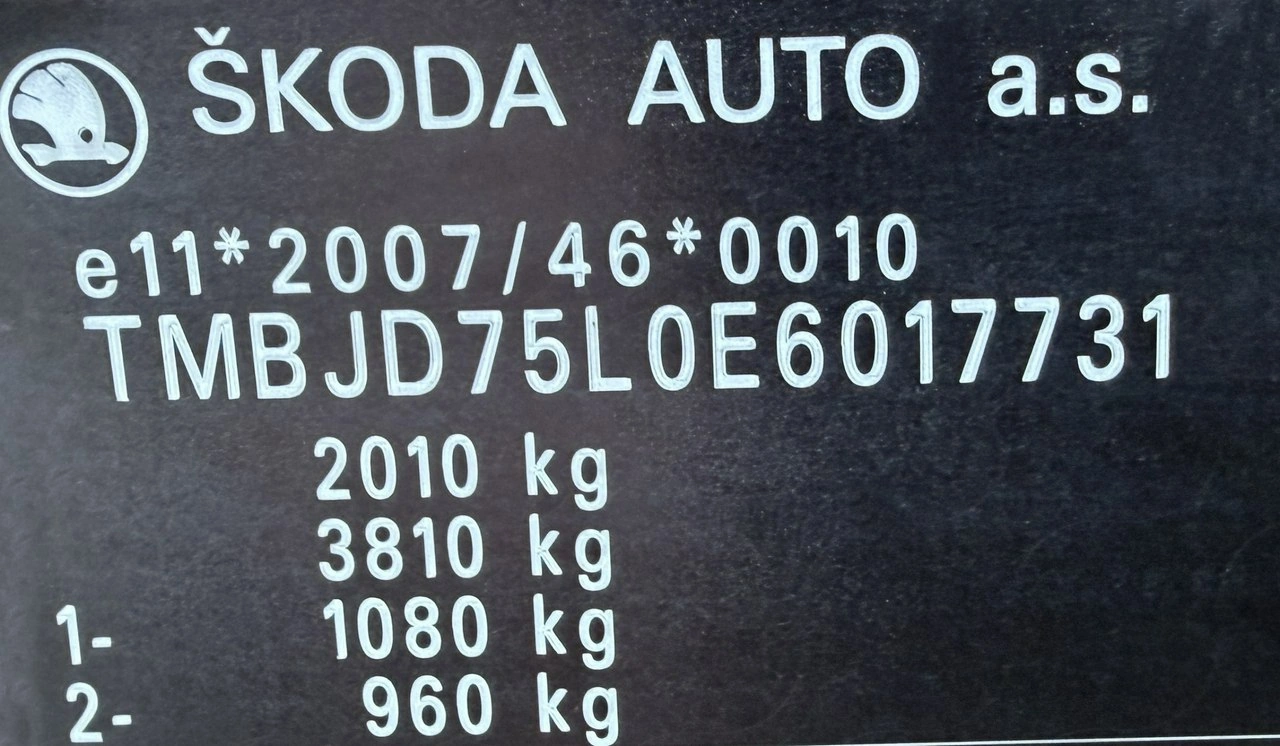 ŠKODA AUTO a.s.
e11*2007/46*0010
TMBJD75L0E6017731
2010 kg
3810 kg
1- 1080 kg
2- 960 kg